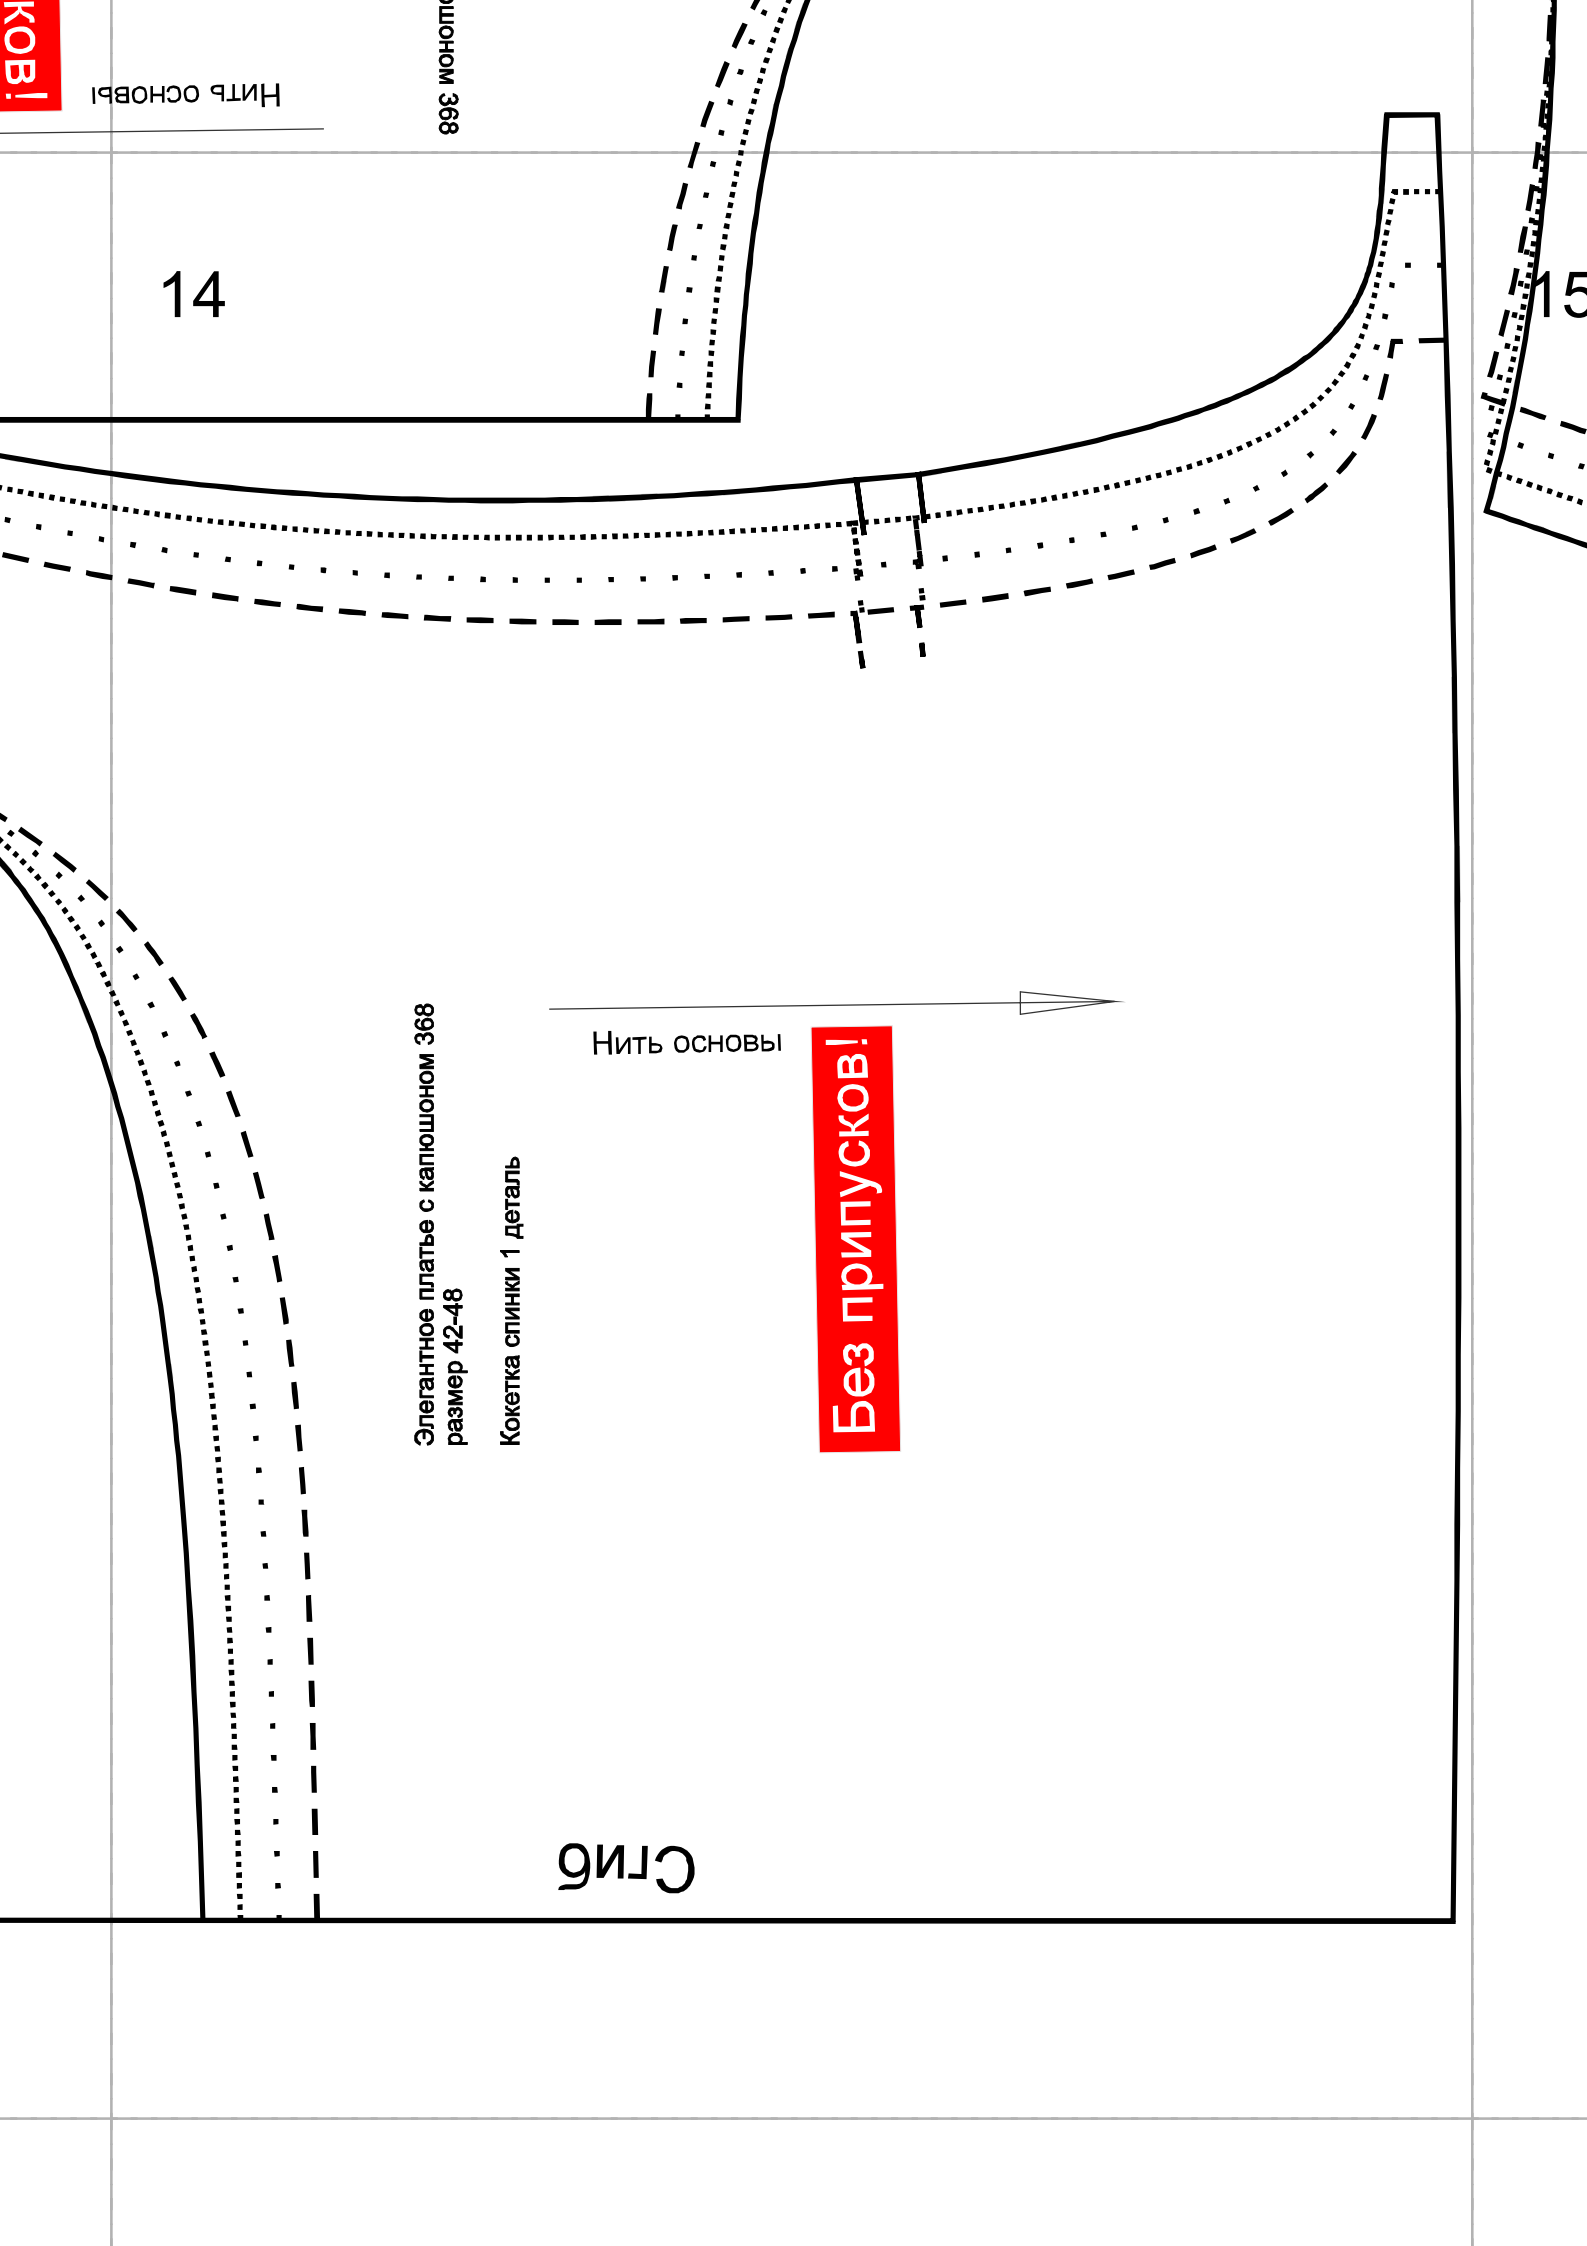 КОВ!
Нить основы
368
14
15
Элегантное платье с капюшоном 368
размер 42-48
Кокетка спинки 1 деталь
Нить основы
Без припусков!
Сгиб